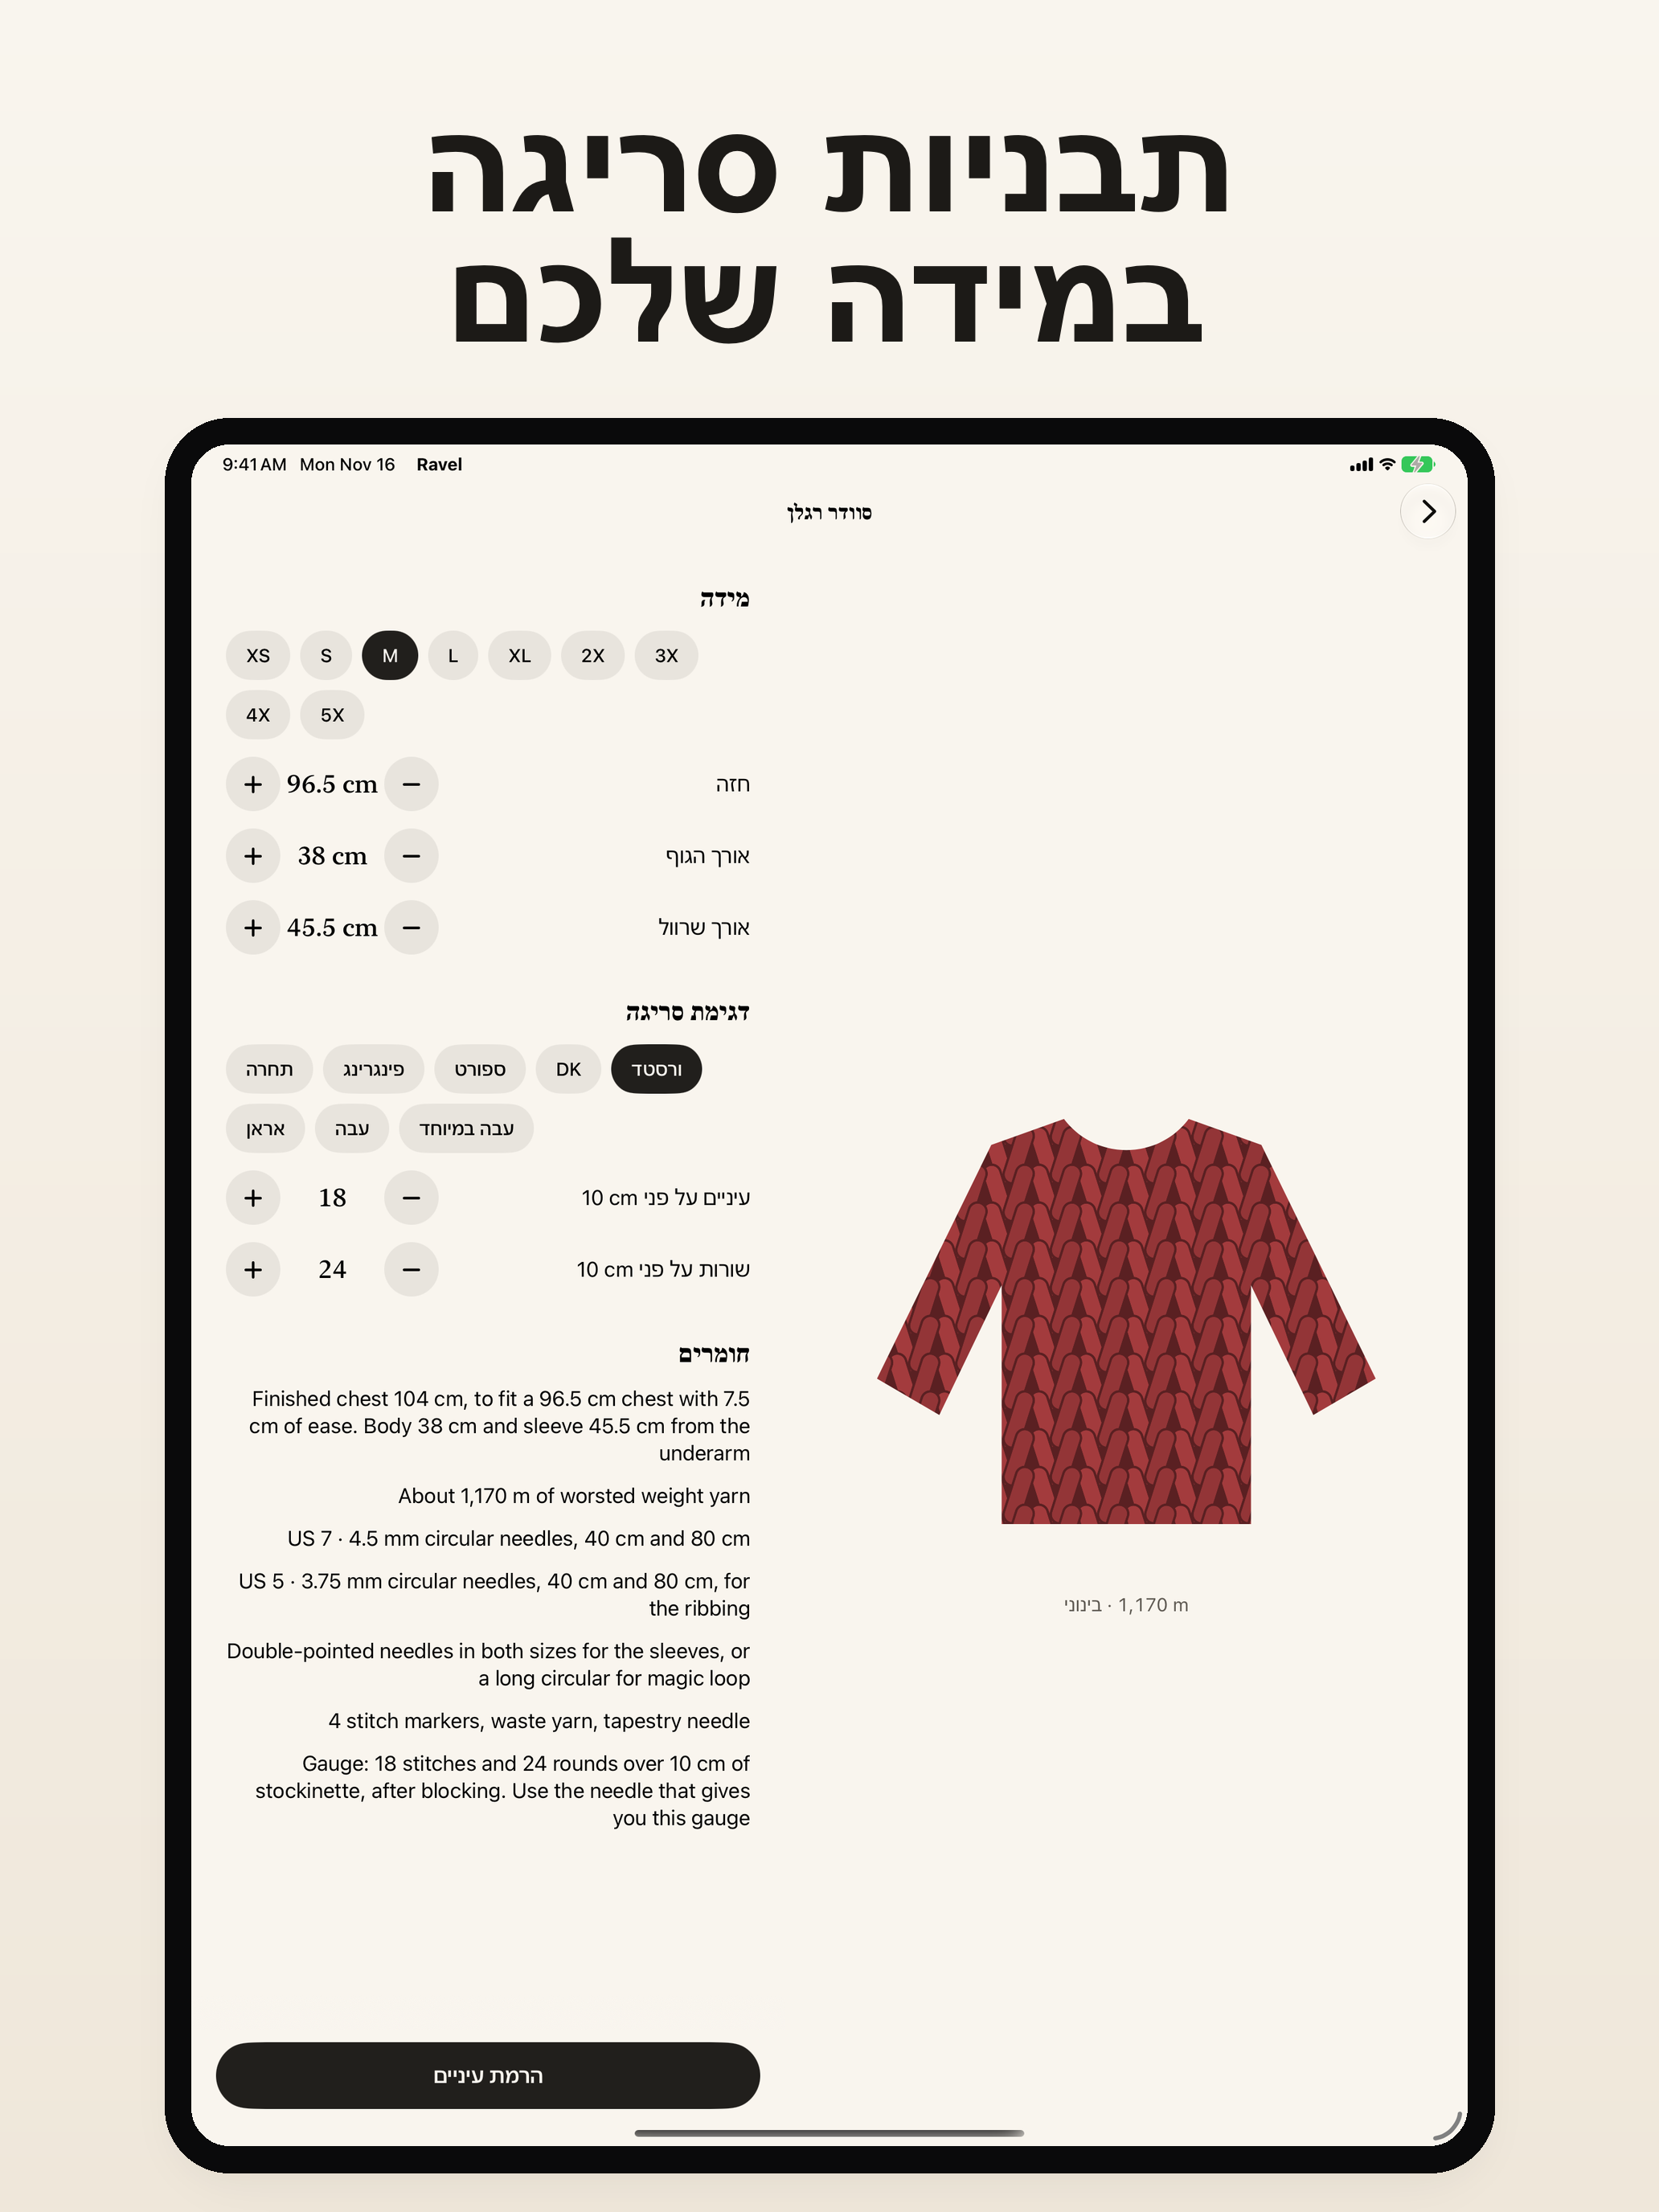 תבניות סריגה
במידה שלכם
9:41 AM Mon Nov 16 Ravel
סוודר רגלן
מידה
XS S M L XL 2X 3X
4X 5X
חזה − 96.5 cm +
אורך הגוף − 38 cm +
אורך שרוול − 45.5 cm +
דגימת סריגה
תחרה פינגרינג ספורט DK ורסטד
אראן עבה עבה במיוחד
עיניים על פני 10 cm − 18 +
שורות על פני 10 cm − 24 +
חומרים
Finished chest 104 cm, to fit a 96.5 cm chest with 7.5
cm of ease. Body 38 cm and sleeve 45.5 cm from the
underarm
About 1,170 m of worsted weight yarn
US 7 · 4.5 mm circular needles, 40 cm and 80 cm
US 5 · 3.75 mm circular needles, 40 cm and 80 cm, for
the ribbing
Double-pointed needles in both sizes for the sleeves, or
a long circular for magic loop
4 stitch markers, waste yarn, tapestry needle
Gauge: 18 stitches and 24 rounds over 10 cm of
stockinette, after blocking. Use the needle that gives
you this gauge
1,170 m · בינוני
הרמת עיניים